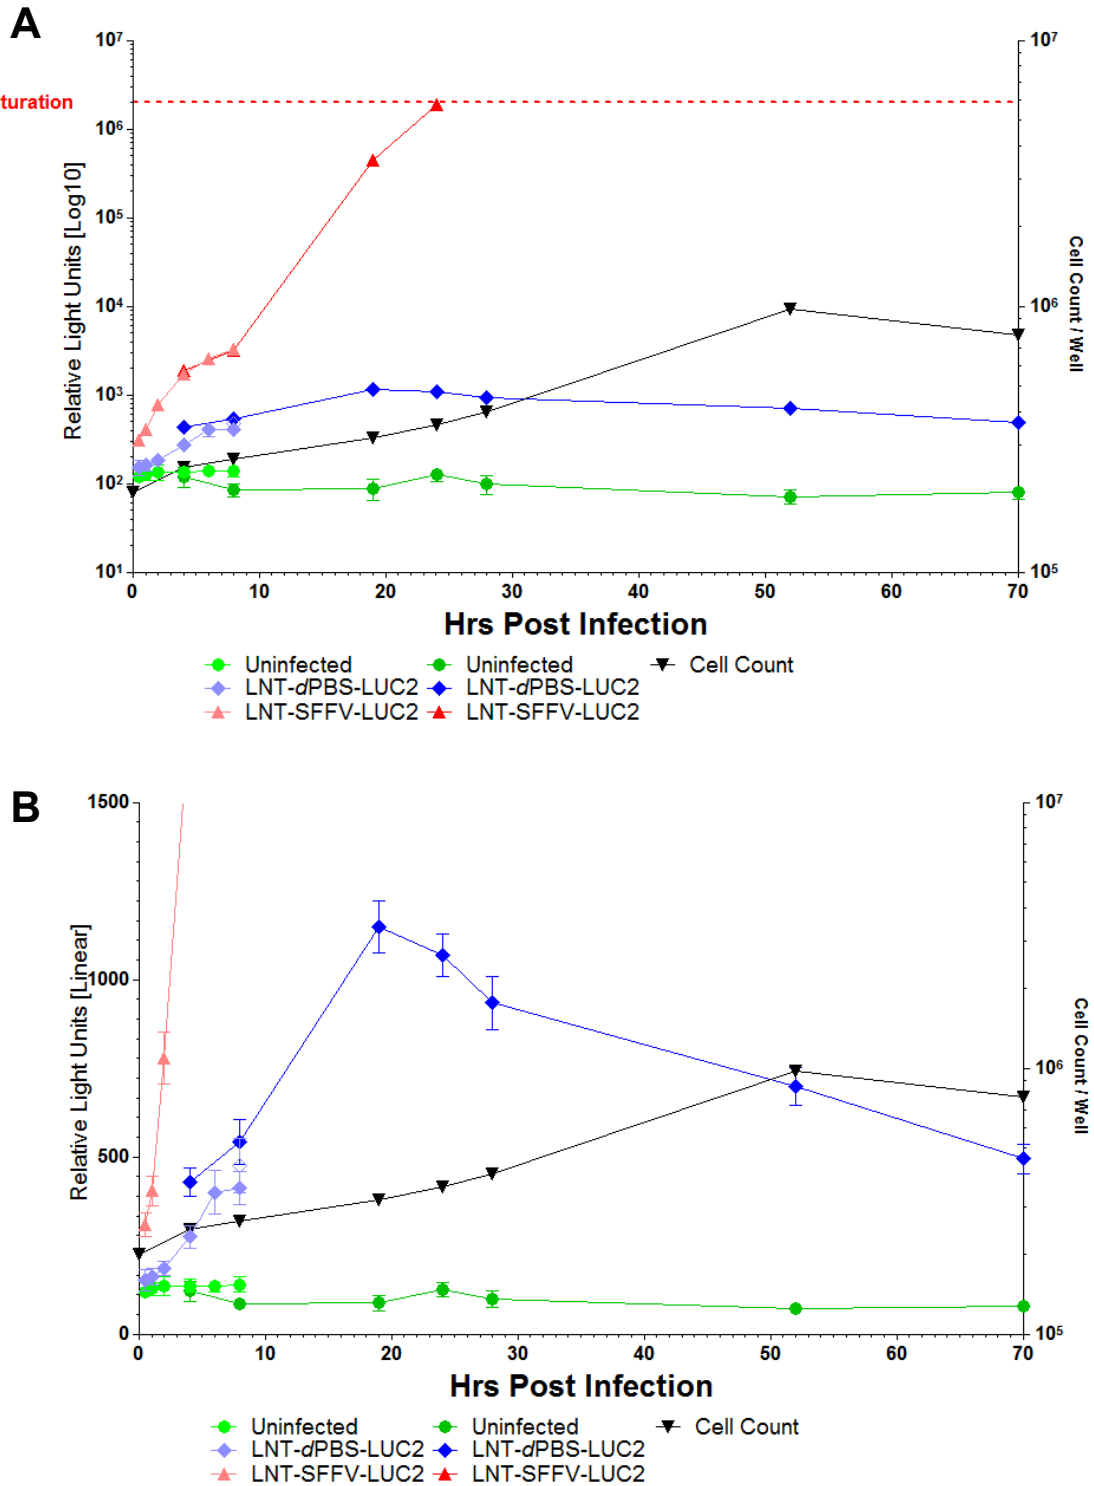 A
10⁷
10⁷
turation
10⁶
10⁵
10⁴
10⁶
10³
10²
10¹
10⁵
Relative Light Units [Log10]
Cell Count / Well
0 10 20 30 40 50 60 70
Hrs Post Infection
Uninfected Uninfected Cell Count
LNT-dPBS-LUC2 LNT-dPBS-LUC2
LNT-SFFV-LUC2 LNT-SFFV-LUC2
B
1500
10⁷
1000
10⁶
500
0
10⁵
Relative Light Units [Linear]
Cell Count / Well
0 10 20 30 40 50 60 70
Hrs Post Infection
Uninfected Uninfected Cell Count
LNT-dPBS-LUC2 LNT-dPBS-LUC2
LNT-SFFV-LUC2 LNT-SFFV-LUC2